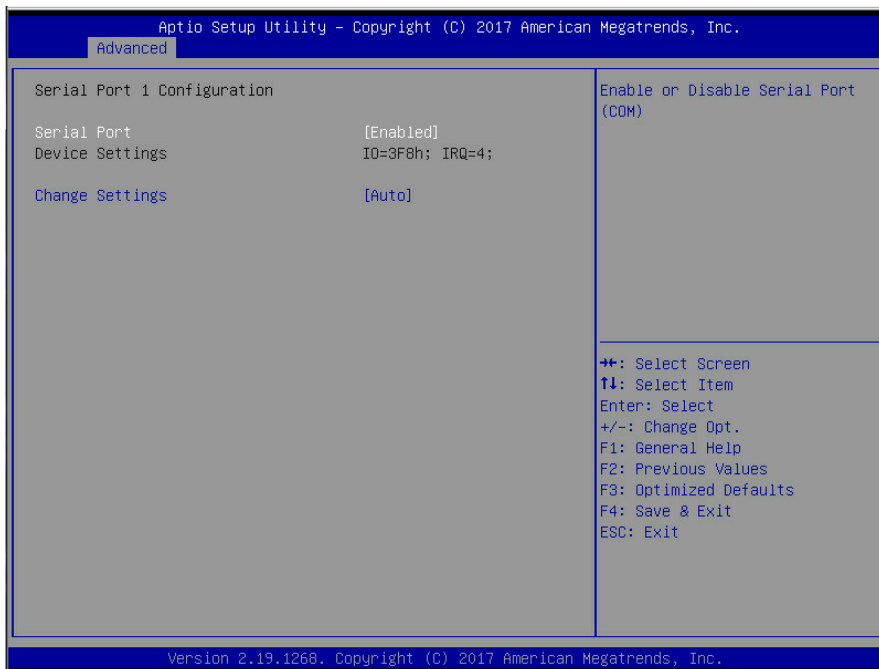 Aptio Setup Utility – Copyright (C) 2017 American Megatrends, Inc.
Advanced
Serial Port 1 Configuration
Serial Port [Enabled]
Device Settings IO=3F8h; IRQ=4;
Change Settings [Auto]
Enable or Disable Serial Port
(COM)
→←: Select Screen
↑↓: Select Item
Enter: Select
+/-: Change Opt.
F1: General Help
F2: Previous Values
F3: Optimized Defaults
F4: Save & Exit
ESC: Exit
Version 2.19.1268. Copyright (C) 2017 American Megatrends, Inc.